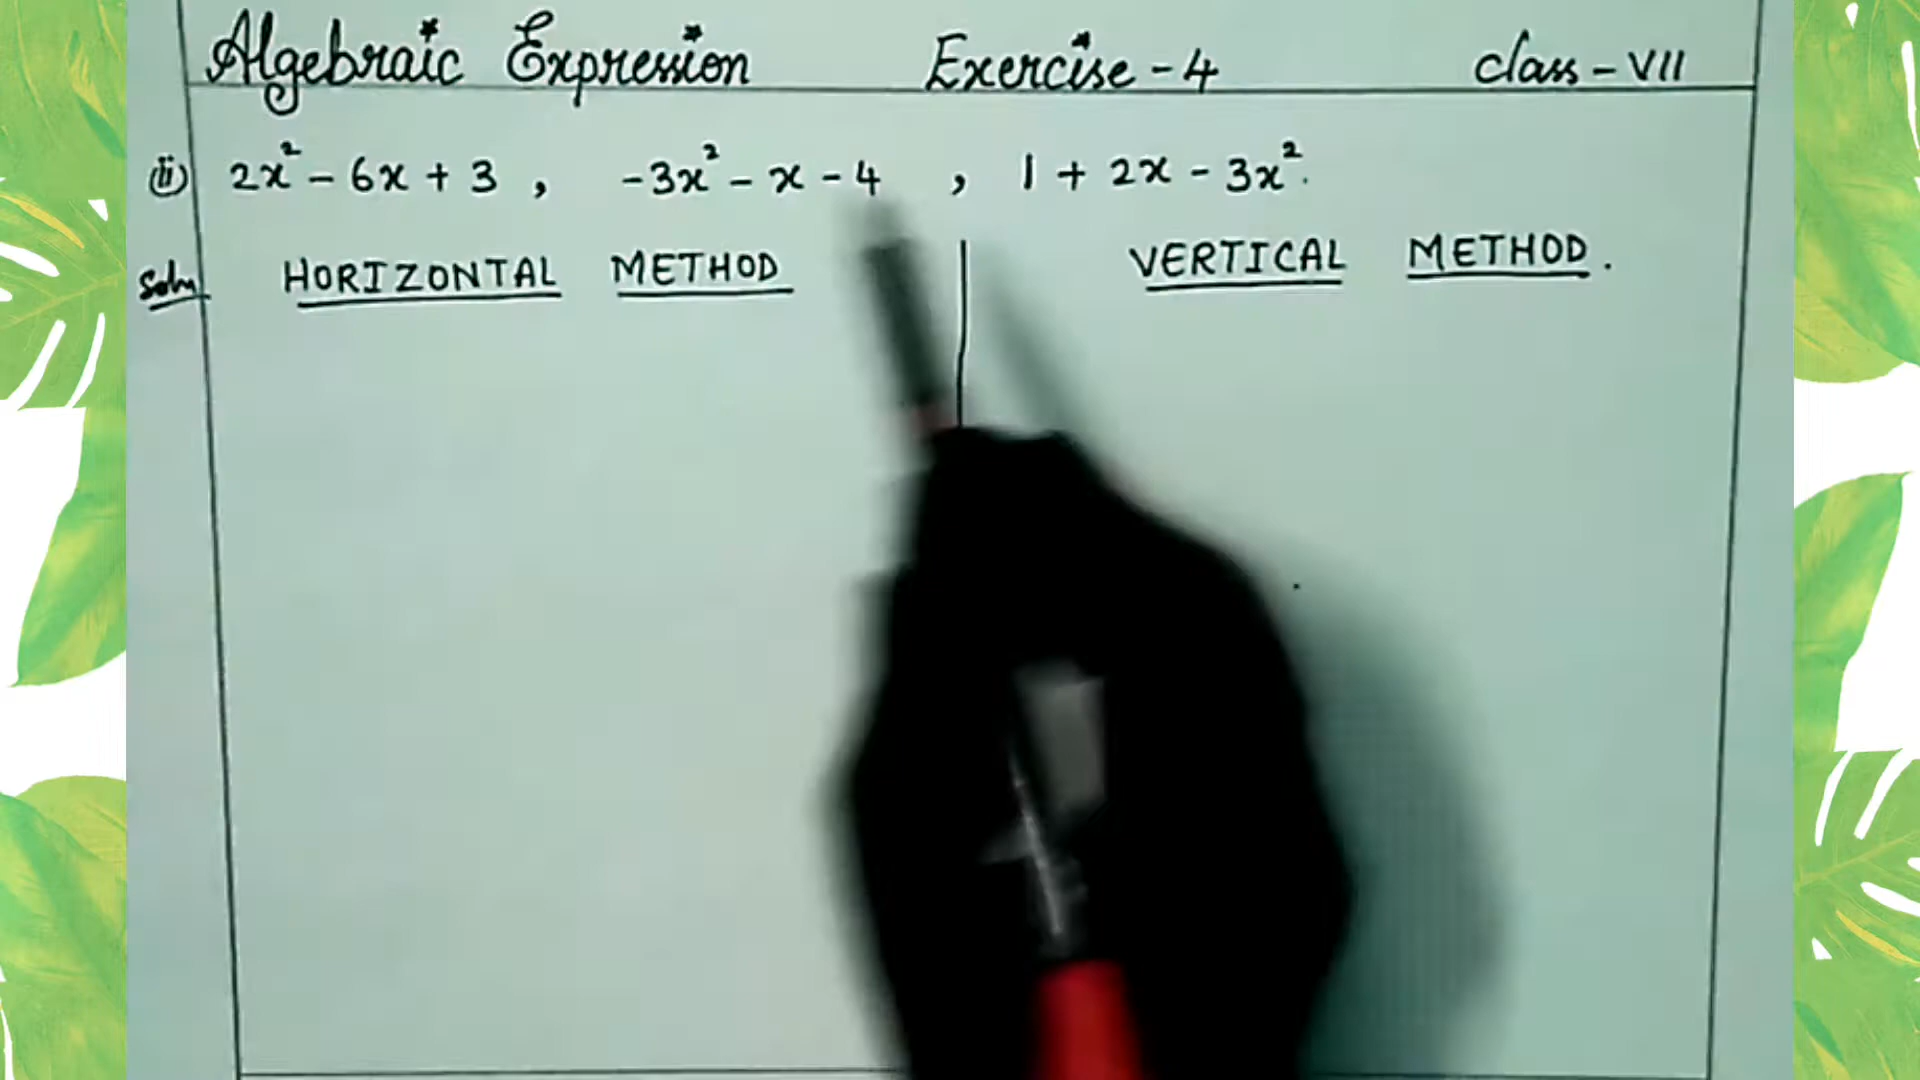 Algebraic Expression Exercise - 4 class - VII
(ii) 2x² - 6x + 3 , -3x² - x - 4 , 1 + 2x - 3x².
Soln HORIZONTAL METHOD VERTICAL METHOD.